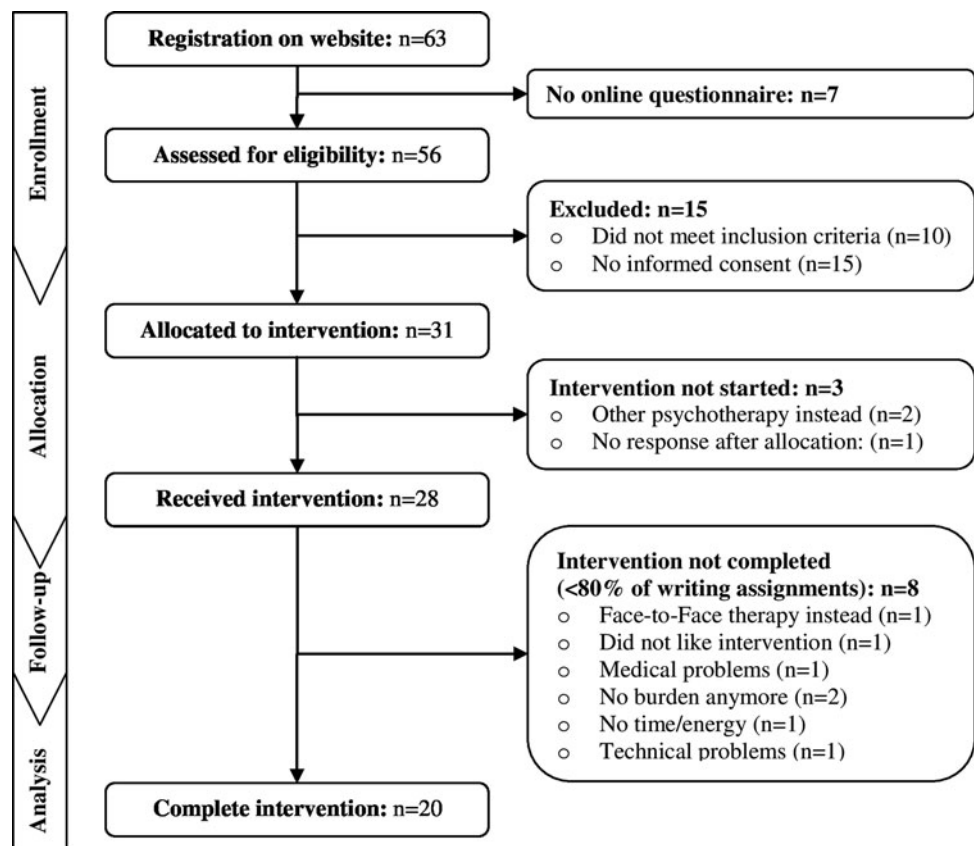 Registration on website: n=63
No online questionnaire: n=7
Assessed for eligibility: n=56
Excluded: n=15
o Did not meet inclusion criteria (n=10)
o No informed consent (n=15)
Allocated to intervention: n=31
Intervention not started: n=3
o Other psychotherapy instead (n=2)
o No response after allocation: (n=1)
Received intervention: n=28
Intervention not completed
(<80% of writing assignments): n=8
o Face-to-Face therapy instead (n=1)
o Did not like intervention (n=1)
o Medical problems (n=1)
o No burden anymore (n=2)
o No time/energy (n=1)
o Technical problems (n=1)
Complete intervention: n=20
Enrollment
Allocation
Follow-up
Analysis